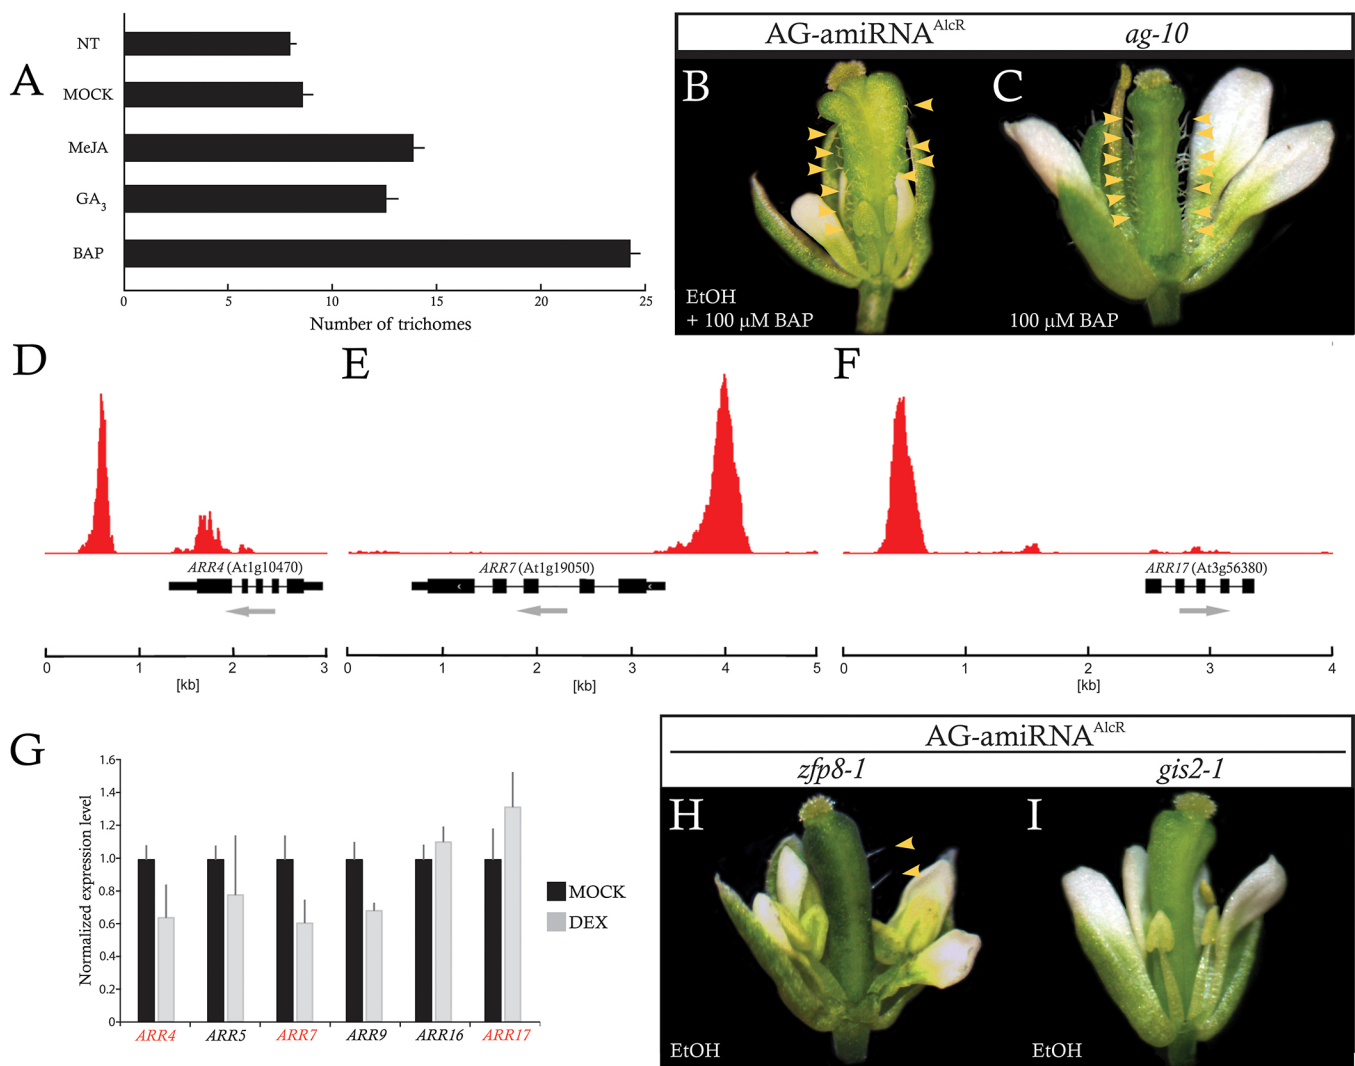 A
NT
MOCK
MeJA
GA3
BAP
0 5 10 15 20 25
Number of trichomes
AG-amiRNA^AlcR ag-10
B C
EtOH
+ 100 µM BAP
100 µM BAP
D E F
ARR4 (At1g10470)
ARR7 (At1g19050)
ARR17 (At3g56380)
0 1 2 3
[kb]
0 1 2 3 4 5
[kb]
0 1 2 3 4
[kb]
G
Normalized expression level
1.6
1.4
1.2
1.0
0.8
0.6
0.4
0.2
0
MOCK
DEX
ARR4 ARR5 ARR7 ARR9 ARR16 ARR17
AG-amiRNA^AlcR
zfp8-1 gis2-1
H I
EtOH EtOH